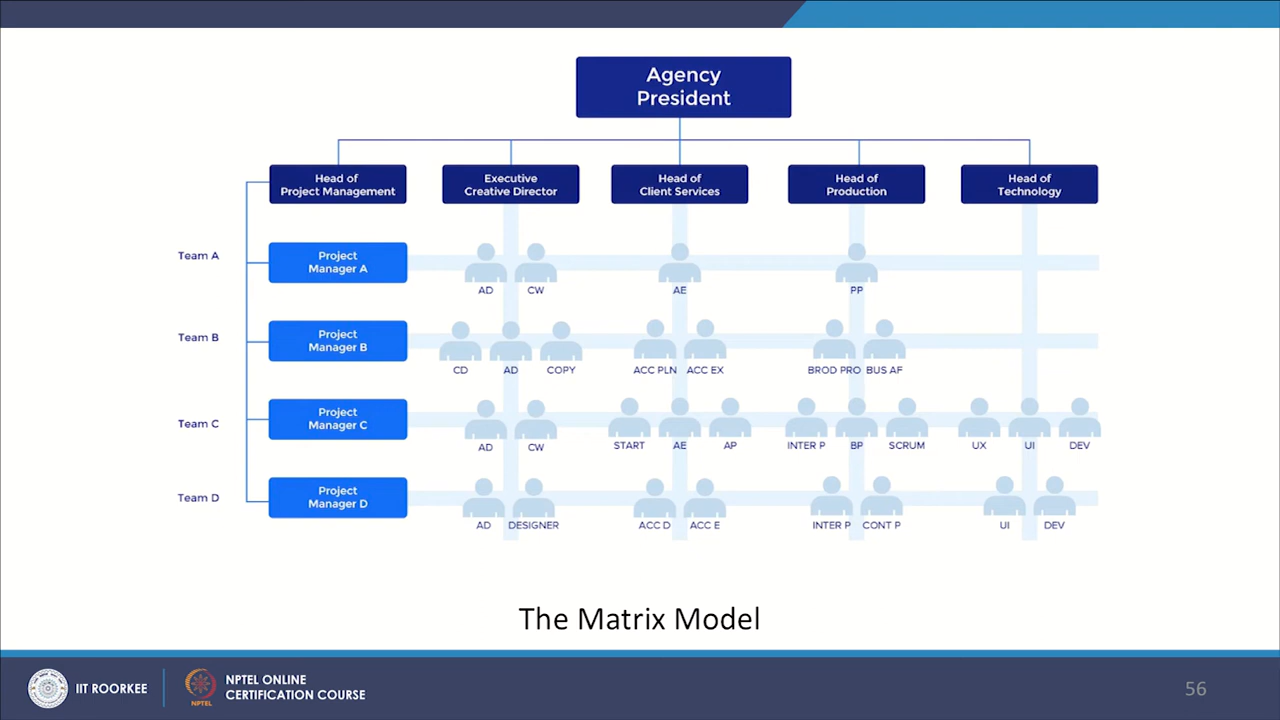 Agency
President
Head of
Project Management
Executive
Creative Director
Head of
Client Services
Head of
Production
Head of
Technology
Team A
Project
Manager A
AD
CW
AE
PP
Team B
Project
Manager B
CD
AD
COPY
ACC PLN
ACC EX
BROD PRO
BUS AF
Team C
Project
Manager C
AD
CW
START
AE
AP
INTER P
BP
SCRUM
UX
UI
DEV
Team D
Project
Manager D
AD
DESIGNER
ACC D
ACC E
INTER P
CONT P
UI
DEV
The Matrix Model
IIT ROORKEE
NPTEL
NPTEL ONLINE
CERTIFICATION COURSE
56